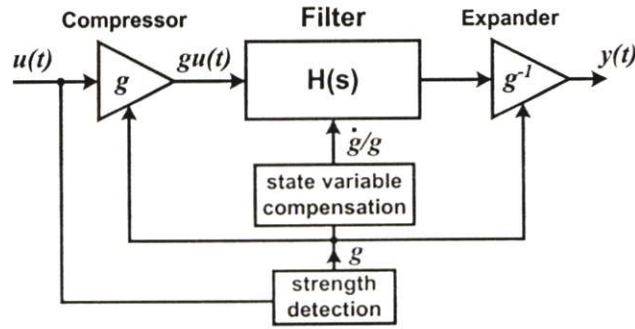 Compressor
Filter
Expander
u(t)
g
gu(t)
H(s)
g⁻¹
y(t)
ġ/g
state variable
compensation
g
strength
detection